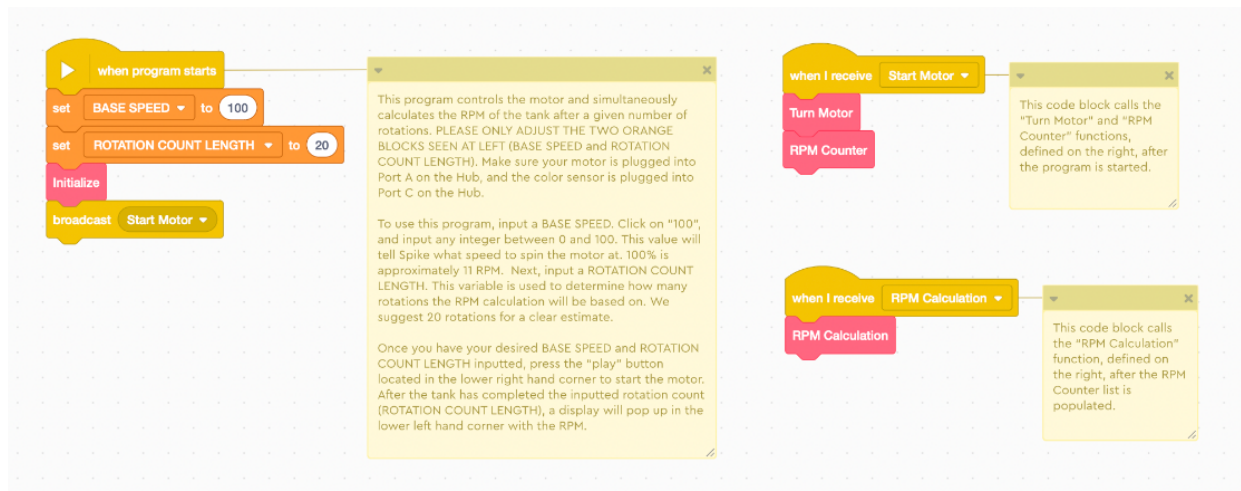 when program starts
set BASE SPEED to 100
set ROTATION COUNT LENGTH to 20
Initialize
broadcast Start Motor
This program controls the motor and simultaneously
calculates the RPM of the tank after a given number of
rotations. PLEASE ONLY ADJUST THE TWO ORANGE
BLOCKS SEEN AT LEFT (BASE SPEED and ROTATION
COUNT LENGTH). Make sure your motor is plugged into
Port A on the Hub, and the color sensor is plugged into
Port C on the Hub.
To use this program, input a BASE SPEED. Click on "100",
and input any integer between 0 and 100. This value will
tell Spike what speed to spin the motor at. 100% is
approximately 11 RPM. Next, input a ROTATION COUNT
LENGTH. This variable is used to determine how many
rotations the RPM calculation will be based on. We
suggest 20 rotations for a clear estimate.
Once you have your desired BASE SPEED and ROTATION
COUNT LENGTH inputted, press the "play" button
located in the lower right hand corner to start the motor.
After the tank has completed the inputted rotation count
(ROTATION COUNT LENGTH), a display will pop up in the
lower left hand corner with the RPM.
when I receive Start Motor
Turn Motor
RPM Counter
This code block calls the
"Turn Motor" and "RPM
Counter" functions,
defined on the right, after
the program is started.
when I receive RPM Calculation
RPM Calculation
This code block calls
the "RPM Calculation"
function, defined on
the right, after the RPM
Counter list is
populated.